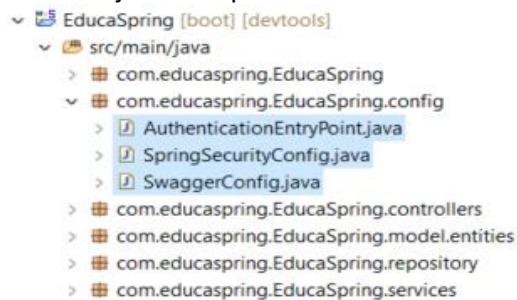 EducaSpring [boot] [devtools]
src/main/java
com.educaspring.EducaSpring
com.educaspring.EducaSpring.config
AuthenticationEntryPoint.java
SpringSecurityConfig.java
SwaggerConfig.java
com.educaspring.EducaSpring.controllers
com.educaspring.EducaSpring.model.entities
com.educaspring.EducaSpring.repository
com.educaspring.EducaSpring.services